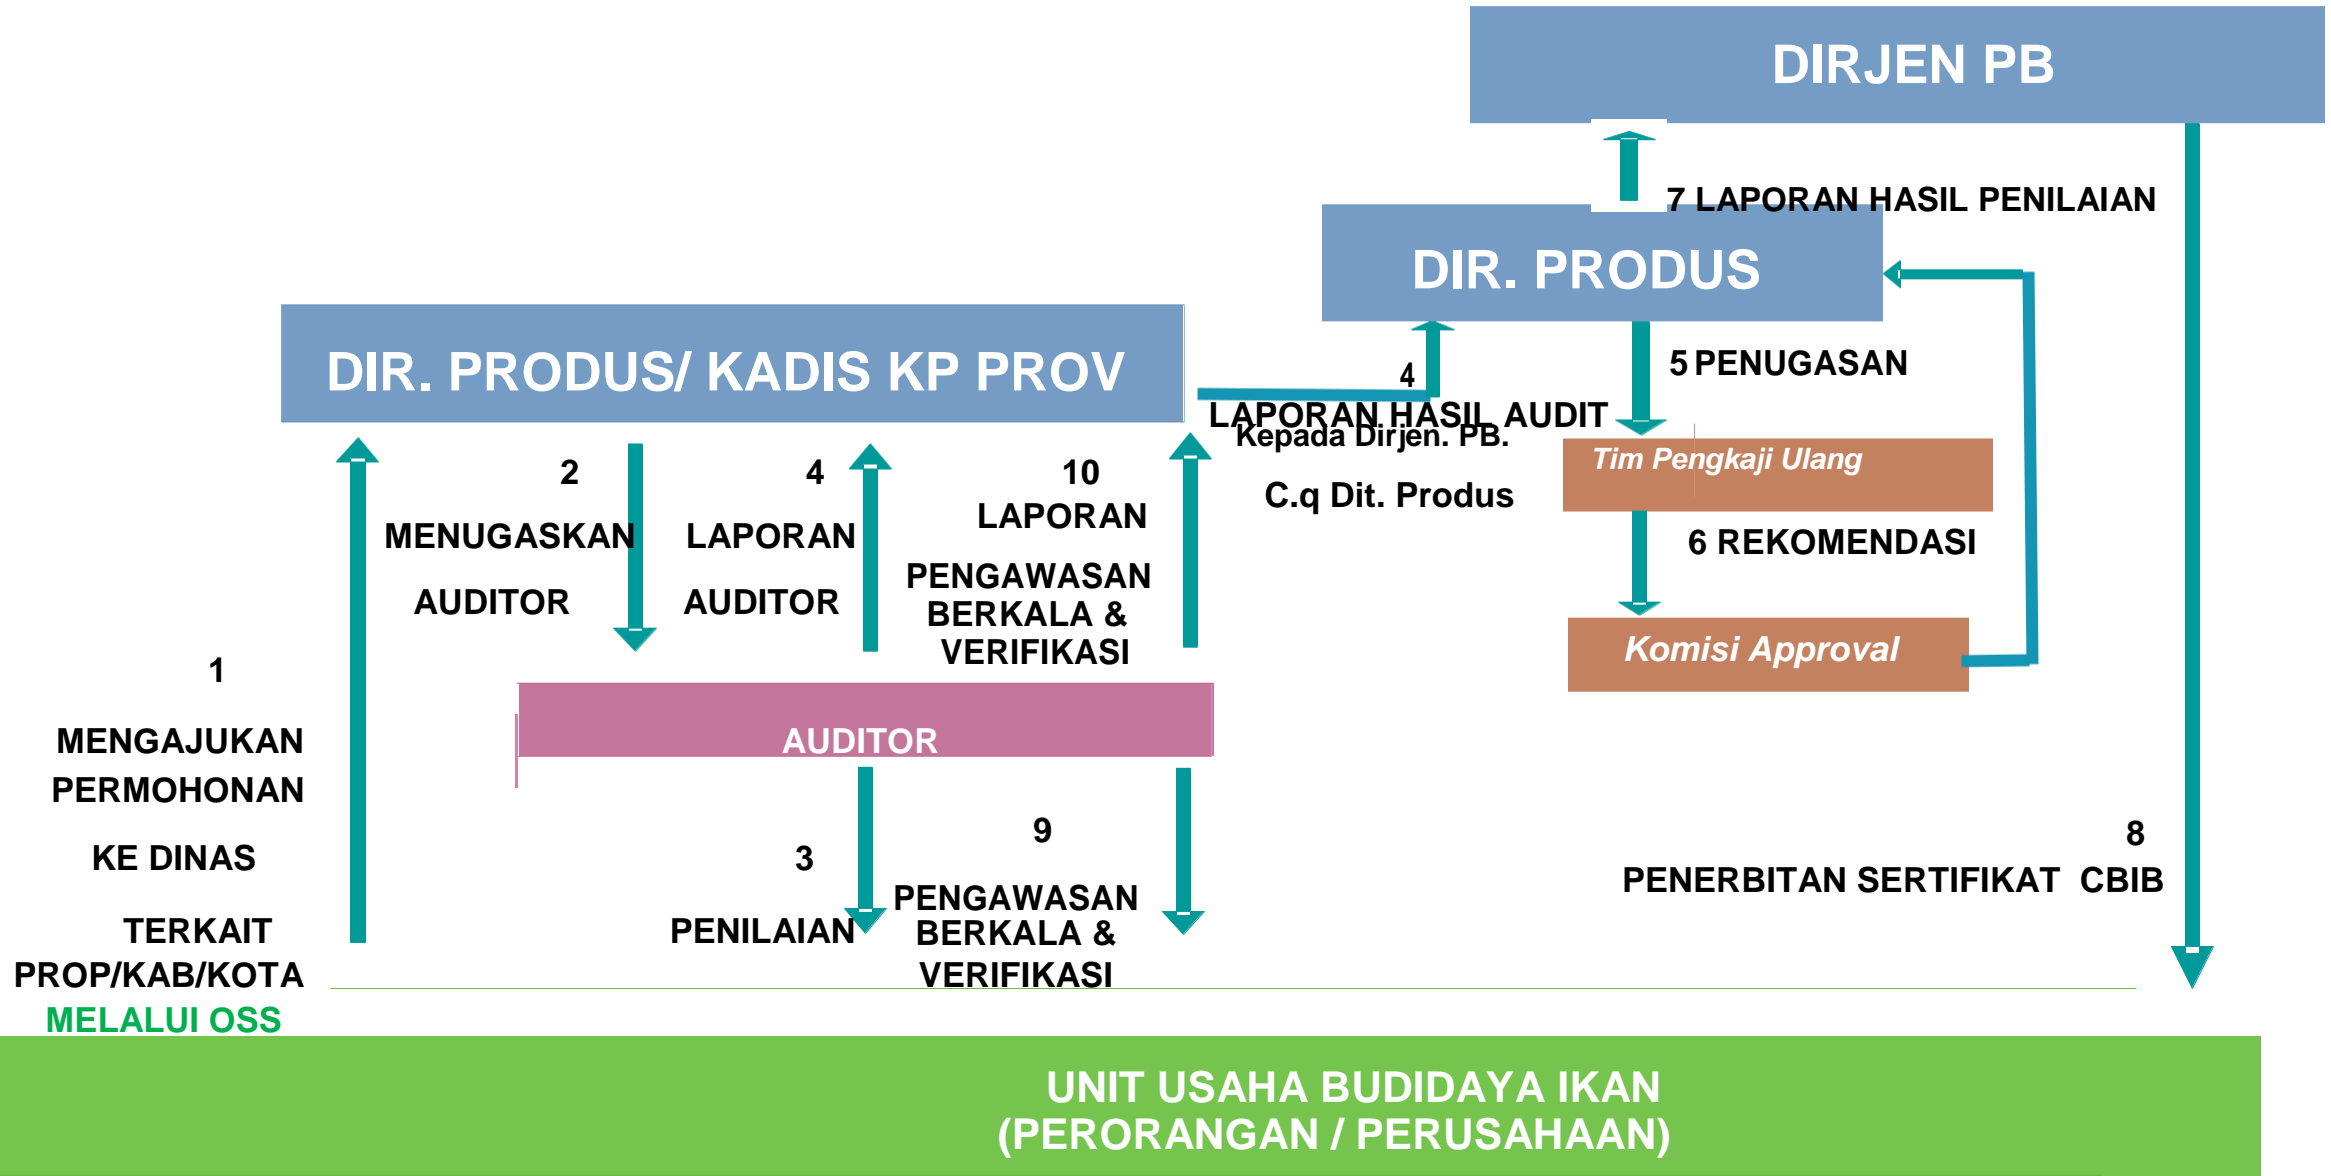 DIRJEN PB
7 LAPORAN HASIL PENILAIAN
DIR. PRODUS
DIR. PRODUS/ KADIS KP PROV
4
LAPORAN HASIL AUDIT
Kepada Dirjen. PB.
C.q Dit. Produs
5 PENUGASAN
Tim Pengkaji Ulang
6 REKOMENDASI
Komisi Approval
2
MENUGASKAN
AUDITOR
4
LAPORAN
AUDITOR
10
LAPORAN
PENGAWASAN
BERKALA &
VERIFIKASI
1
MENGAJUKAN
PERMOHONAN
KE DINAS
TERKAIT
PROP/KAB/KOTA
MELALUI OSS
AUDITOR
3
PENILAIAN
9
PENGAWASAN
BERKALA &
VERIFIKASI
8
PENERBITAN SERTIFIKAT CBIB
UNIT USAHA BUDIDAYA IKAN
(PERORANGAN / PERUSAHAAN)